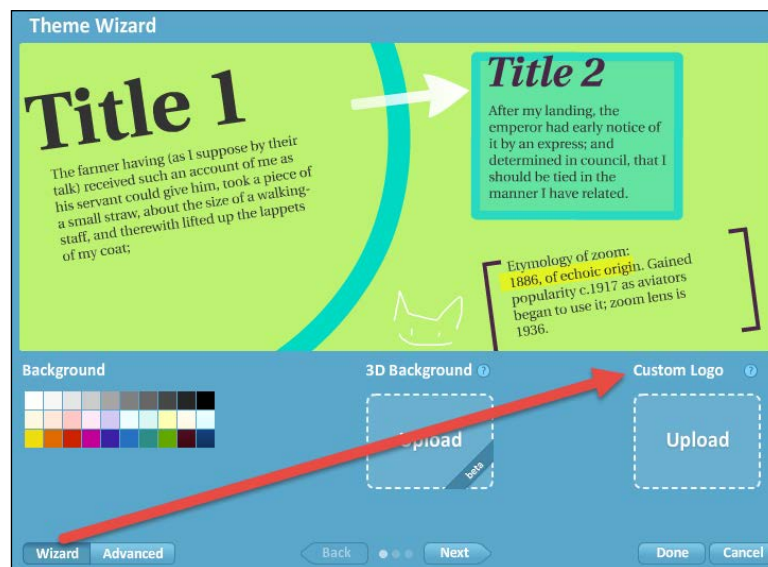 Theme Wizard
Title 1
The farmer having (as I suppose by their
talk) received such an account of me as
his servant could give him, took a piece of
a small straw, about the size of a walking-
staff, and therewith lifted up the lappets
of my coat;
Title 2
After my landing, the
emperor had early notice of
it by an express; and
determined in council, that I
should be tied in the
manner I have related.
Etymology of zoom:
1886, of echoic origin. Gained
popularity c.1917 as aviators
began to use it; zoom lens is
1936.
Background
3D Background ?
Custom Logo ?
Upload
beta
Upload
Wizard
Advanced
Back
Next
Done
Cancel